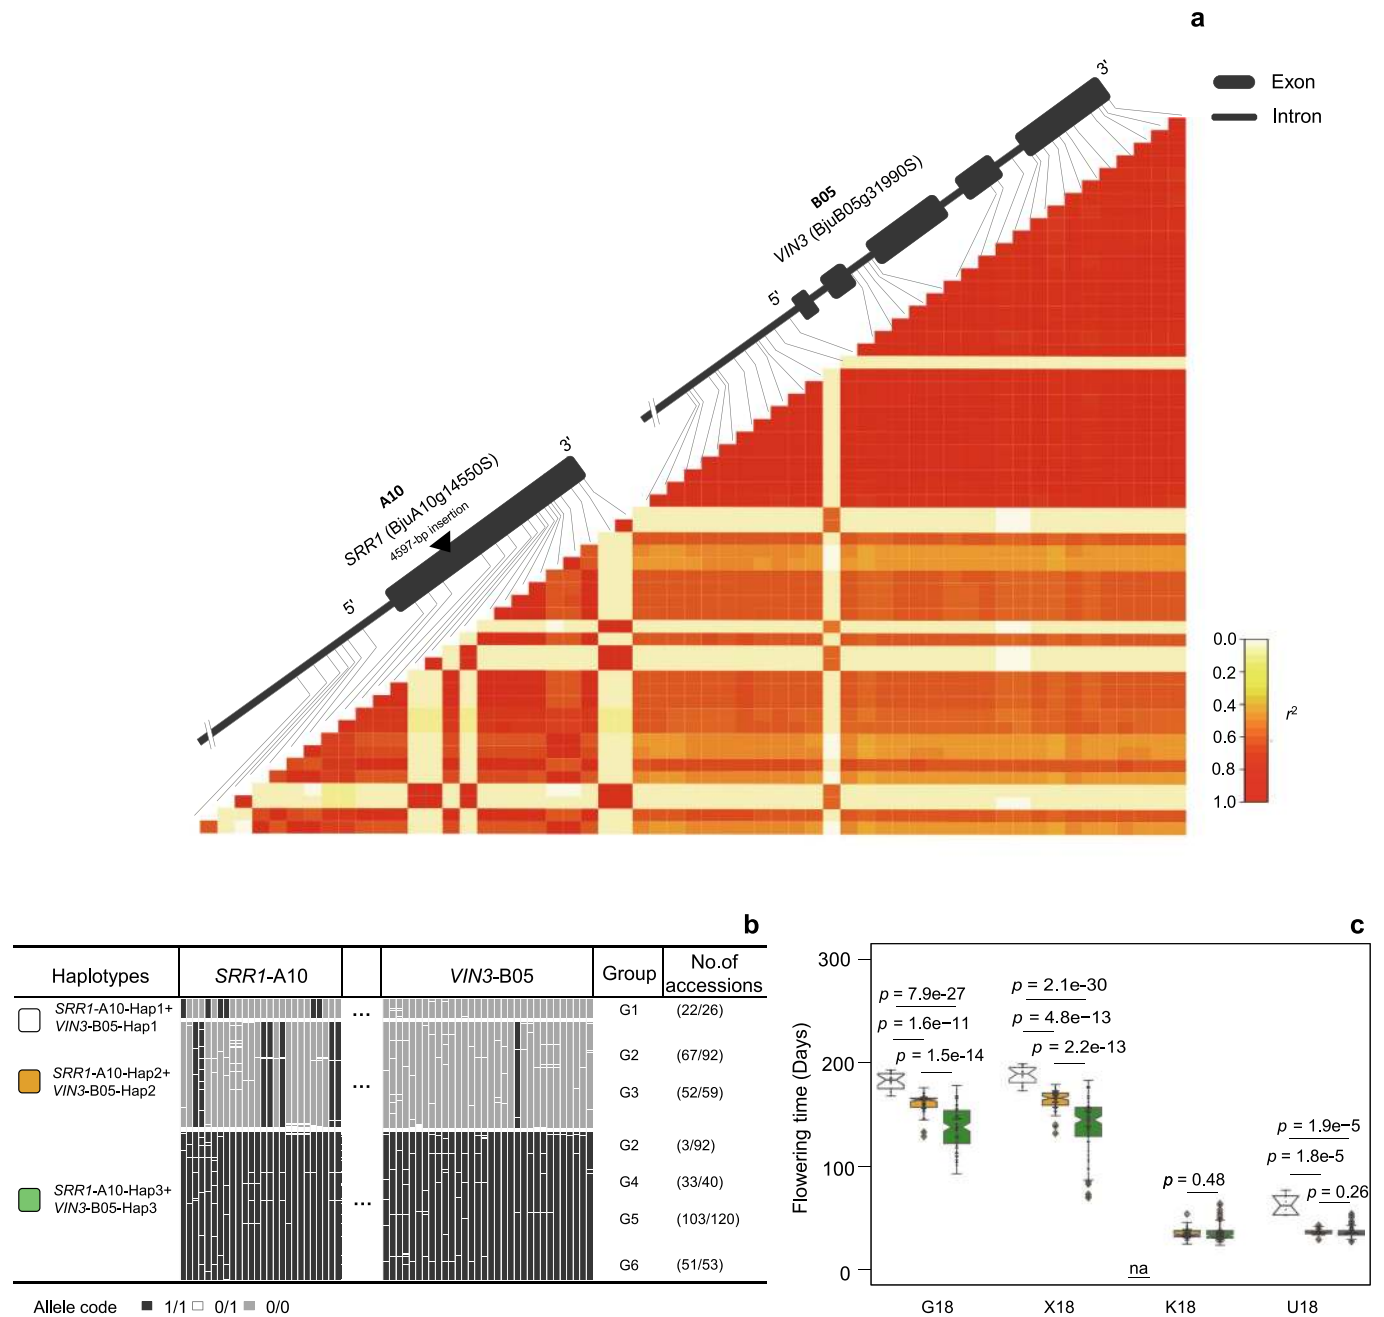 a
Exon
Intron
3'
B05
VIN3 (BjuB05g31990S)
5'
3'
A10
SRR1 (BjuA10g14550S)
4597-bp insertion
5'
0.0
0.2
0.4
0.6
0.8
1.0
r²
b
Haplotypes SRR1-A10 VIN3-B05 Group No.of accessions
SRR1-A10-Hap1+
VIN3-B05-Hap1
... G1 (22/26)
SRR1-A10-Hap2+
VIN3-B05-Hap2
... G2 (67/92)
G3 (52/59)
SRR1-A10-Hap3+
VIN3-B05-Hap3
... G2 (3/92)
G4 (33/40)
G5 (103/120)
G6 (51/53)
Allele code 1/1 0/1 0/0
c
Flowering time (Days)
300
200
100
0
p = 7.9e-27
p = 1.6e−11
p = 1.5e-14
p = 2.1e-30
p = 4.8e−13
p = 2.2e-13
na
p = 0.48
p = 1.9e−5
p = 1.8e-5
p = 0.26
G18 X18 K18 U18